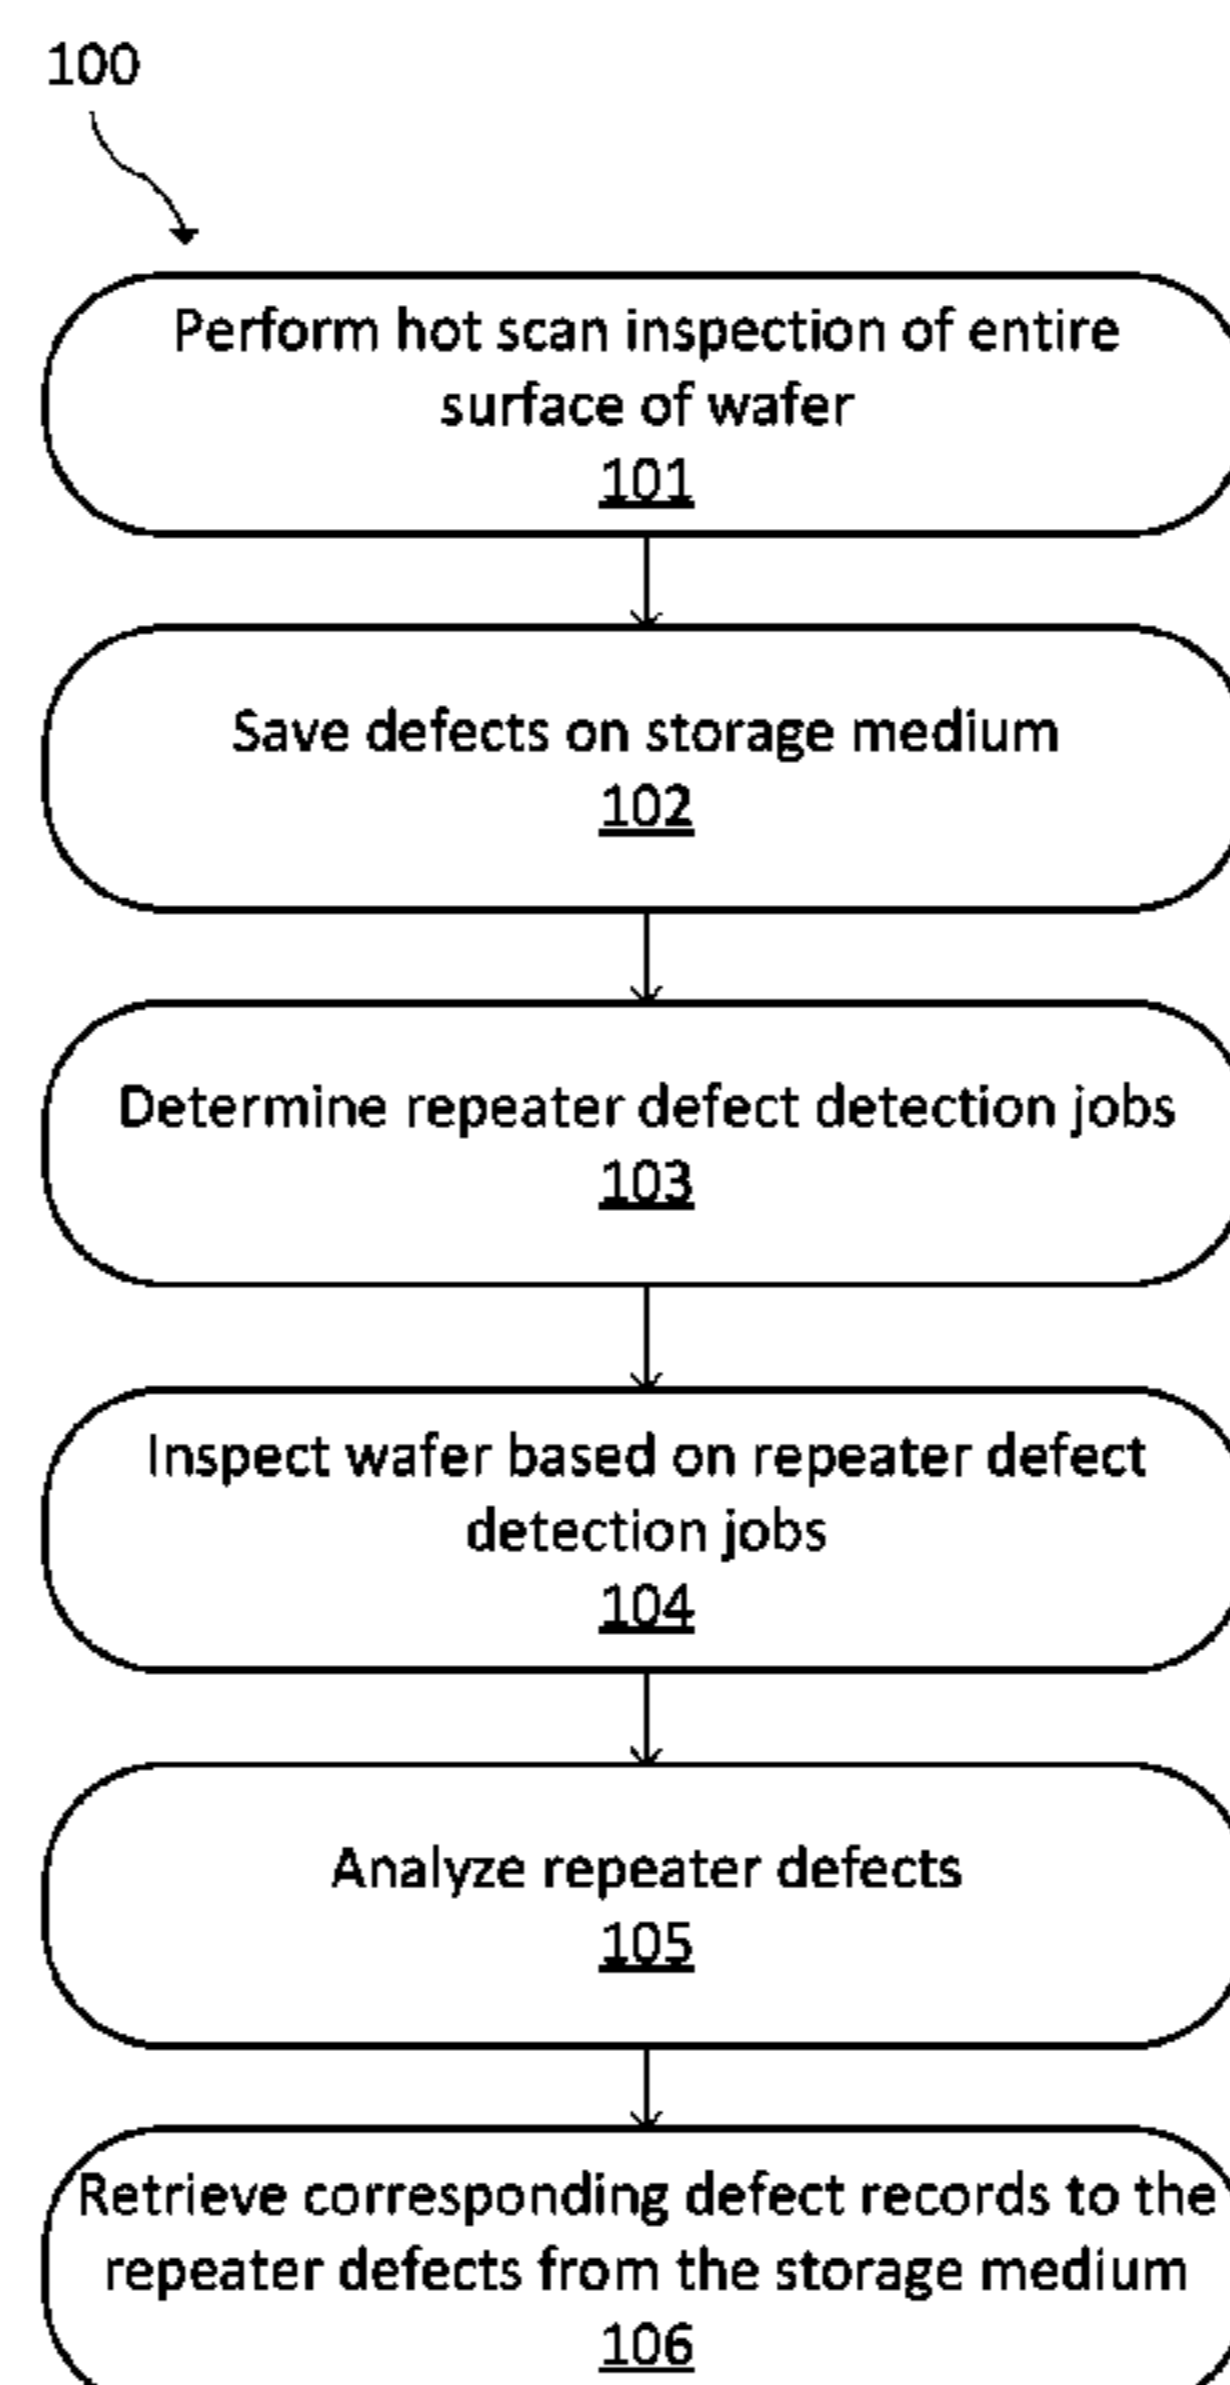 100
Perform hot scan inspection of entire
surface of wafer
101
Save defects on storage medium
102
Determine repeater defect detection jobs
103
Inspect wafer based on repeater defect
detection jobs
104
Analyze repeater defects
105
Retrieve corresponding defect records to the
repeater defects from the storage medium
106